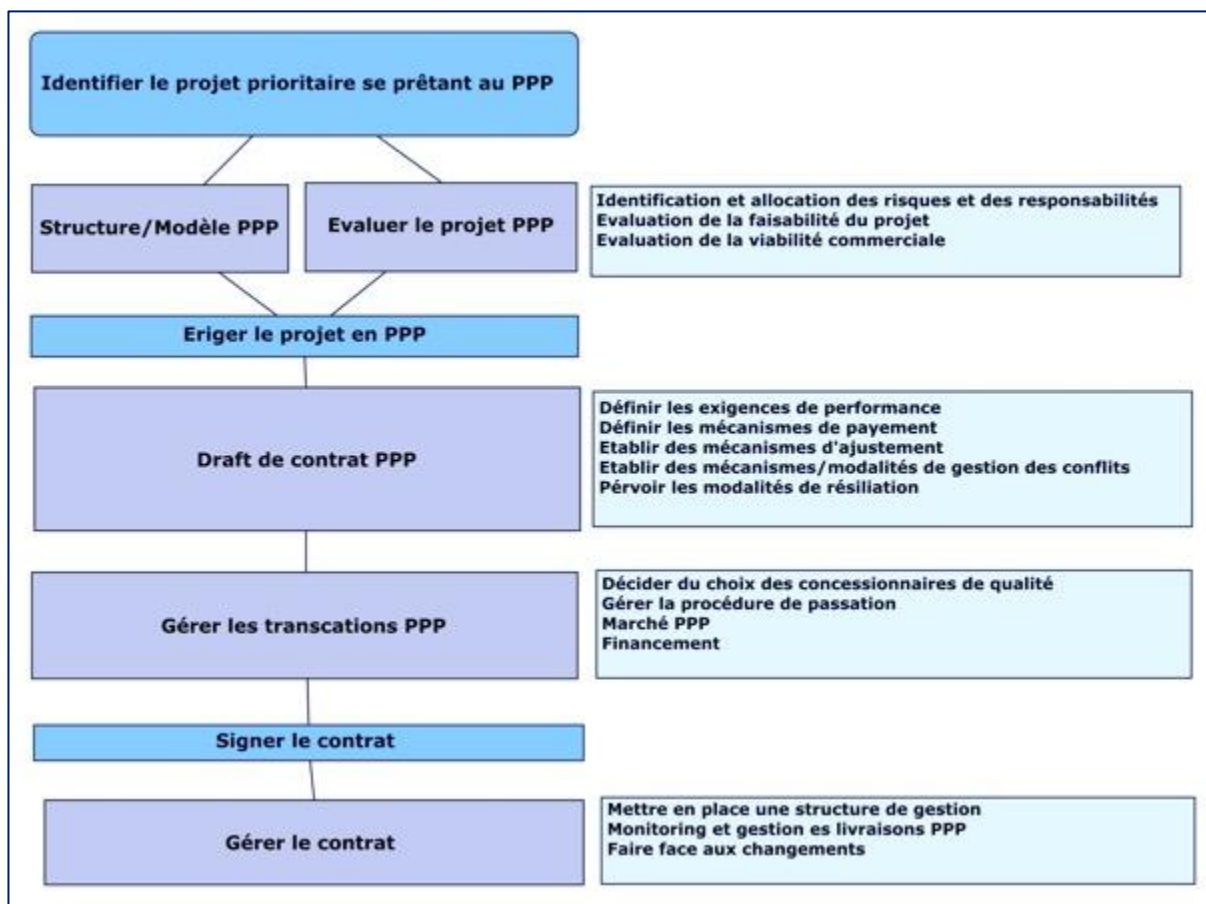 Identifier le projet prioritaire se prêtant au PPP
Structure/Modèle PPP
Evaluer le projet PPP
Identification et allocation des risques et des responsabilités
Evaluation de la faisabilité du projet
Evaluation de la viabilité commerciale
Eriger le projet en PPP
Draft de contrat PPP
Définir les exigences de performance
Définir les mécanismes de payement
Etablir des mécanismes d'ajustement
Etablir des mécanismes/modalités de gestion des conflits
Pérvoir les modalités de résiliation
Gérer les transcations PPP
Décider du choix des concessionnaires de qualité
Gérer la procédure de passation
Marché PPP
Financement
Signer le contrat
Gérer le contrat
Mettre en place une structure de gestion
Monitoring et gestion es livraisons PPP
Faire face aux changements